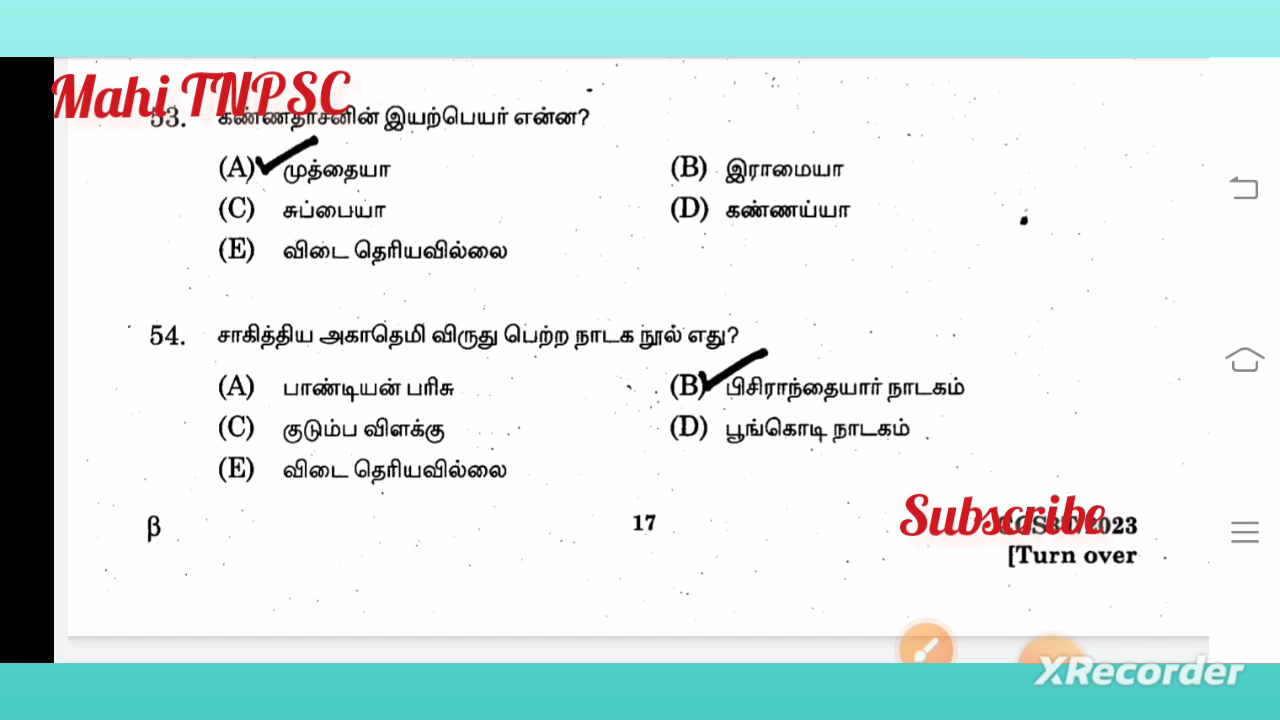 Mahi TNPSC
53. கண்ணதாசனின் இயற்பெயர் என்ன?
(A) முத்தையா (B) இராமையா
(C) சுப்பையா (D) கண்ணய்யா
(E) விடை தெரியவில்லை
54. சாகித்திய அகாதெமி விருது பெற்ற நாடக நூல் எது?
(A) பாண்டியன் பரிசு (B) பிசிராந்தையார் நாடகம்
(C) குடும்ப விளக்கு (D) பூங்கொடி நாடகம்
(E) விடை தெரியவில்லை
β 17 2023
Subscribe
[Turn over
XRecorder